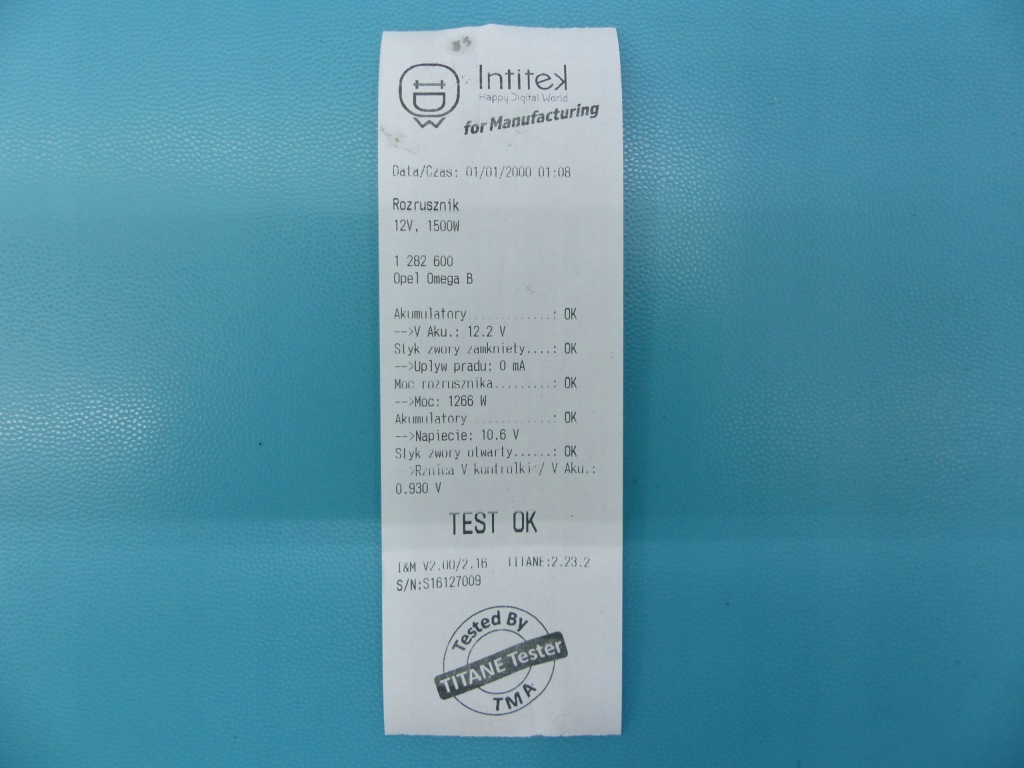 Intitek
Happy Digital World
for Manufacturing
Data/Czas: 01/01/2000 01:08
Rozrusznik
12V, 1500W
1 282 600
Opel Omega B
Akumulatory.............: OK
-->V Aku.: 12.2 V
Styk zwory zamkniety....: OK
-->Uplyw pradu: 0 mA
Moc rozrusznika.........: OK
-->Moc: 1266 W
Akumulatory.............: OK
-->Napiecie: 10.6 V
Styk zwory otwarty......: OK
-->Rznica V kontrolki / V Aku.:
0.930 V
TEST OK
I&M V2.00/2.16 TITANE:2.23.2
S/N:S16127009
Tested By
TITANE Tester
TMA